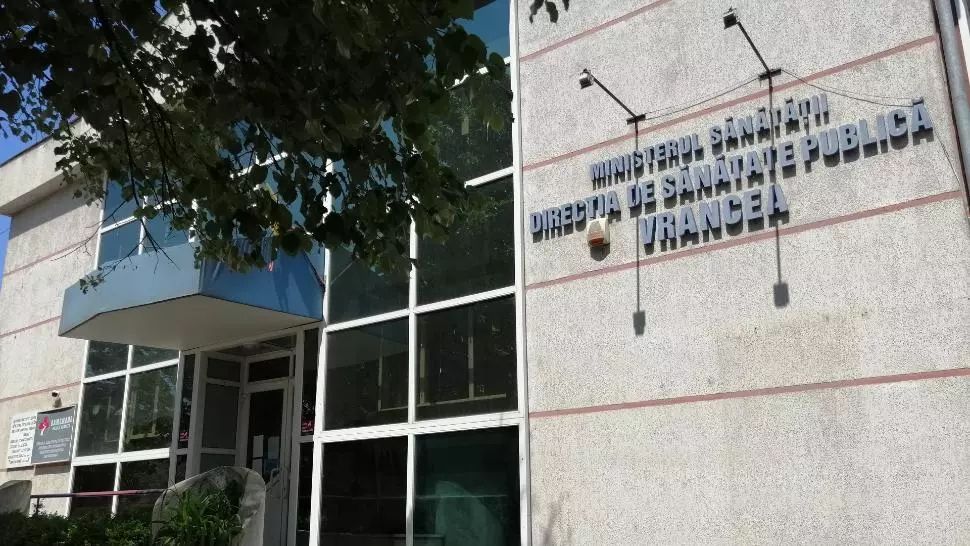 MINISTERUL SĂNĂTĂȚII
DIRECȚIA DE SĂNĂTATE PUBLICĂ
VRANCEA